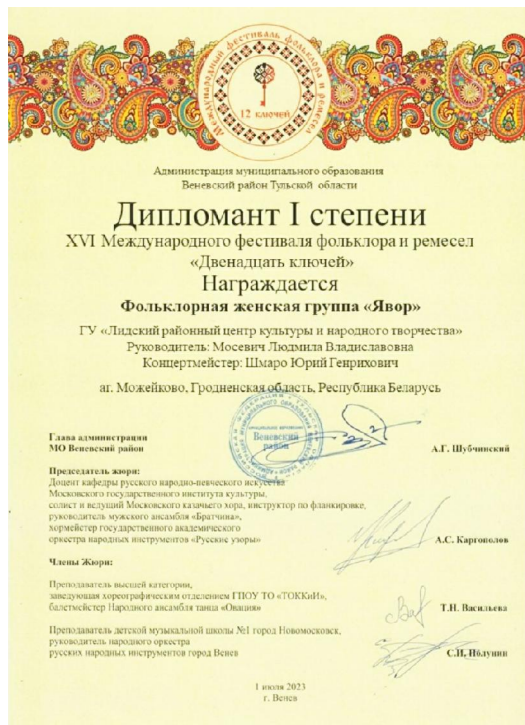 Международный фестиваль фольклора и ремесел
12 ключей
Администрация муниципального образования
Веневский район Тульской области
Дипломант I степени
XVI Международного фестиваля фольклора и ремесел
«Двенадцать ключей»
Награждается
Фольклорная женская группа «Явор»
ГУ «Лидский районный центр культуры и народного творчества»
Руководитель: Мосевич Людмила Владиславовна
Концертмейстер: Шмаро Юрий Генрихович
аг. Можейково, Гродненская область, Республика Беларусь
Глава администрации
МО Веневский район
А.Г. Шубчинский
Веневский
район
Председатель жюри:
Доцент кафедры русского народно-певческого искусства
Московского государственного института культуры,
солист и ведущий Московского казачьего хора, инструктор по фланкировке,
руководитель мужского ансамбля «Братчина»,
хормейстер государственного академического
оркестра народных инструментов «Русские узоры»
А.С. Каргополов
Члены Жюри:
Преподаватель высшей категории,
заведующая хореографическим отделением ГПОУ ТО «ТОККиИ»,
балетмейстер Народного ансамбля танца «Овация»
Т.Н. Васильева
Преподаватель детской музыкальной школы №1 город Новомосковск,
руководитель народного оркестра
русских народных инструментов город Венев
С.И. Яблунин
1 июля 2023
г. Венев